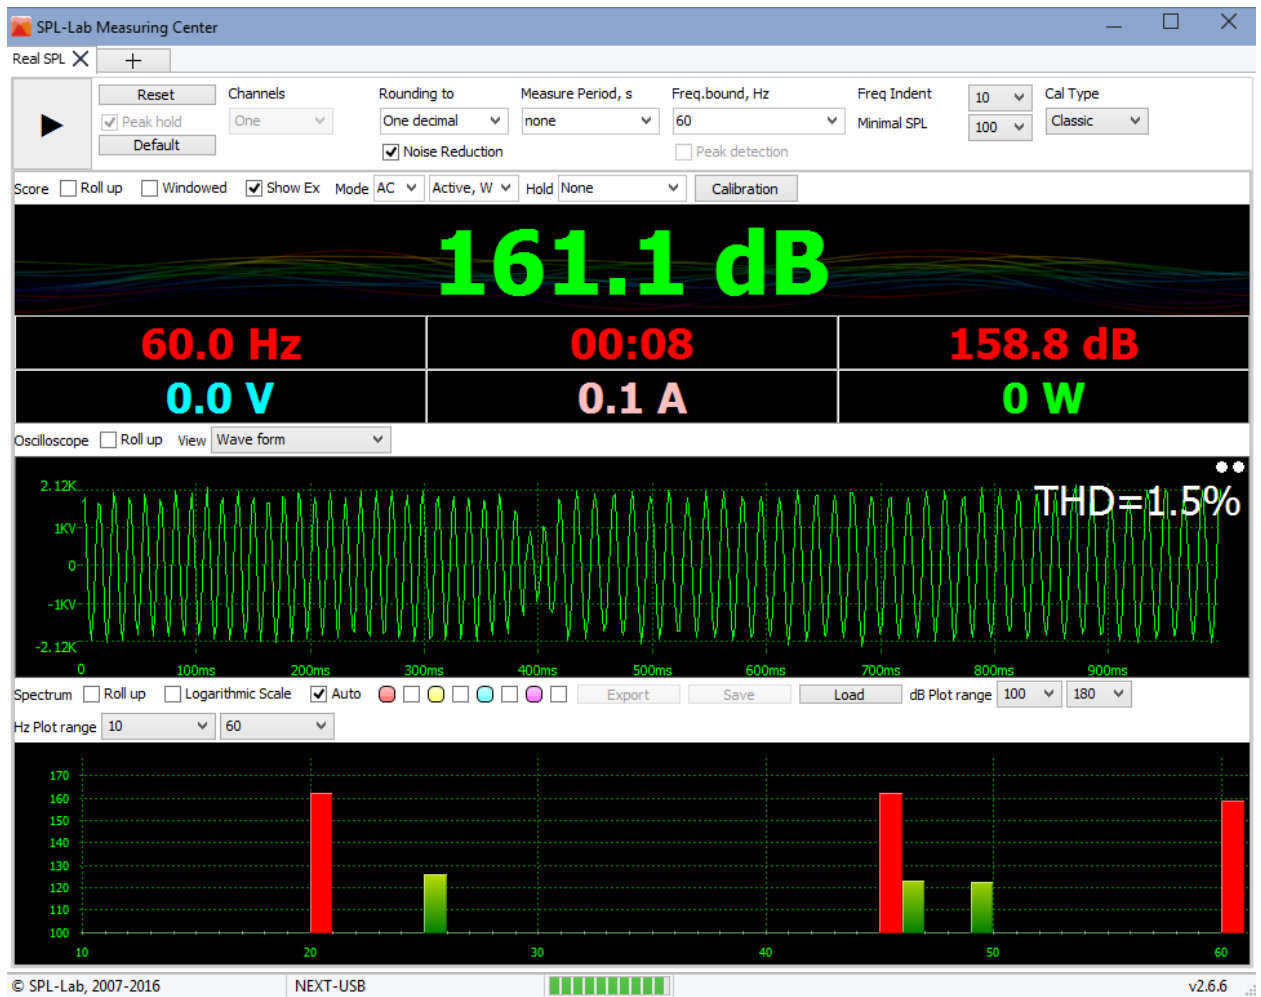 SPL-Lab Measuring Center
Real SPL
+
Reset Channels Rounding to Measure Period, s Freq.bound, Hz Freq Indent 10 Cal Type
Peak hold One One decimal none 60 Minimal SPL 100 Classic
Default Noise Reduction Peak detection
Score Roll up Windowed Show Ex Mode AC Active, W Hold None Calibration
161.1 dB
60.0 Hz 00:08 158.8 dB
0.0 V 0.1 A 0 W
Oscilloscope Roll up View Wave form
THD=1.5%
2.12K
1KV
0
-1KV
-2.12K
0 100ms 200ms 300ms 400ms 500ms 600ms 700ms 800ms 900ms
Spectrum Roll up Logarithmic Scale Auto Export Save Load dB Plot range 100 180
Hz Plot range 10 60
170
160
150
140
130
120
110
100
10 20 30 40 50 60
© SPL-Lab, 2007-2016 NEXT-USB v2.6.6